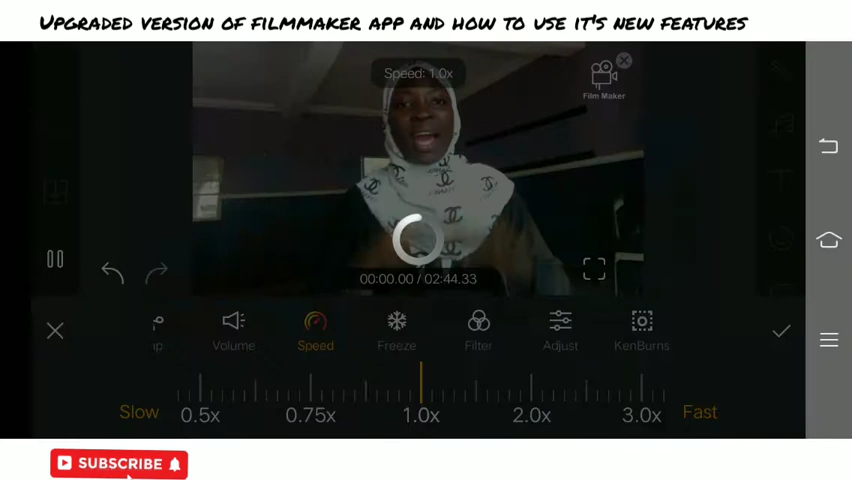 Upgraded version of filmmaker app and how to use it's new features
Speed: 1.0x
Film Maker
00:00.00 / 02:44.33
Volume
Speed
Freeze
Filter
Adjust
KenBurns
Slow
0.5x
0.75x
1.0x
2.0x
3.0x
Fast
SUBSCRIBE